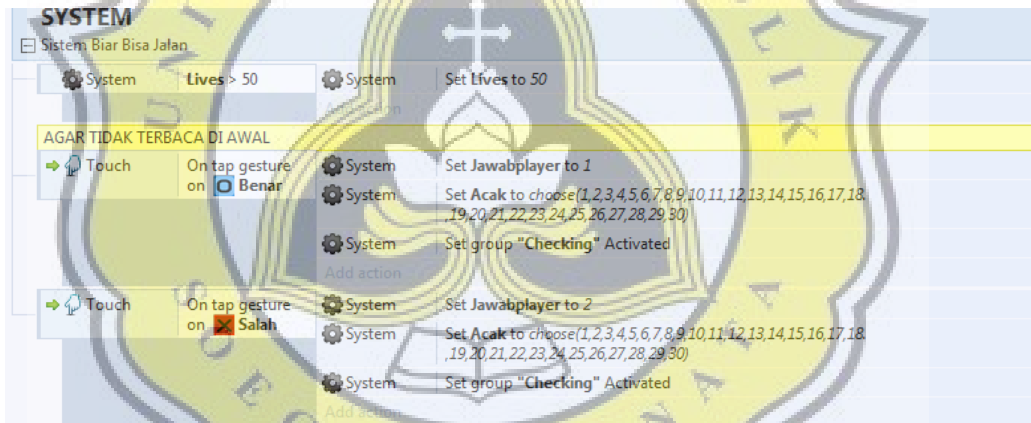 SYSTEM
Sistem Biar Bisa Jalan
System Lives > 50 System Set Lives to 50
Add action
AGAR TIDAK TERBACA DI AWAL
Touch On tap gesture on Benar System Set Jawabplayer to 1
System Set Acak to choose(1,2,3,4,5,6,7,8,9,10,11,12,13,14,15,16,17,18
,19,20,21,22,23,24,25,26,27,28,29,30)
System Set group "Checking" Activated
Add action
Touch On tap gesture on Salah System Set Jawabplayer to 2
System Set Acak to choose(1,2,3,4,5,6,7,8,9,10,11,12,13,14,15,16,17,18
,19,20,21,22,23,24,25,26,27,28,29,30)
System Set group "Checking" Activated
Add action